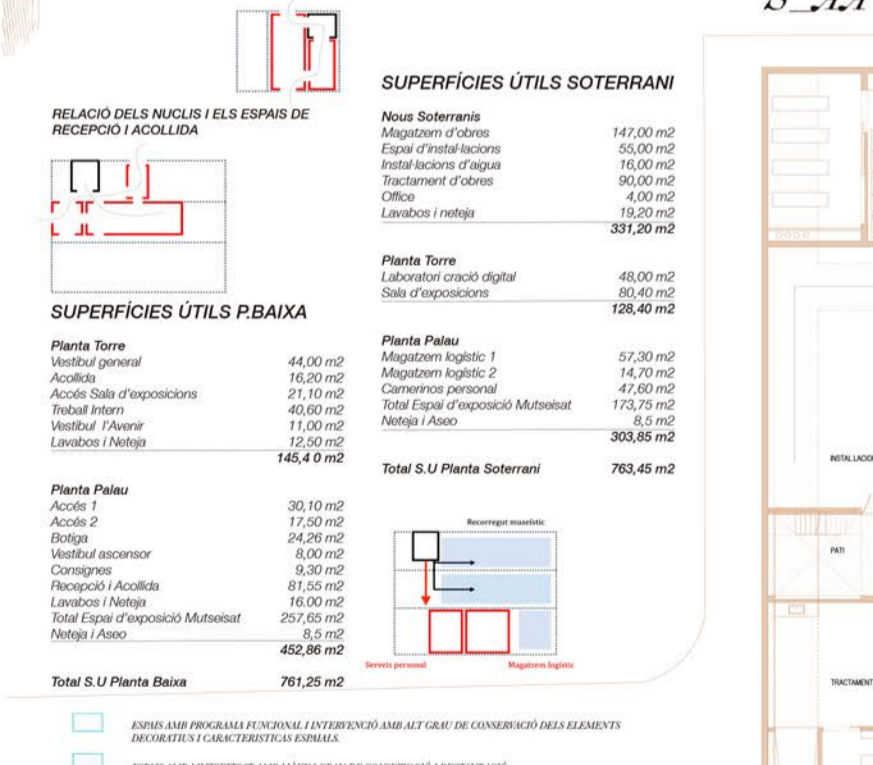 RELACIÓ DELS NUCLIS I ELS ESPAIS DE
RECEPCIÓ I ACOLLIDA
SUPERFÍCIES ÚTILS P.BAIXA
Planta Torre
Vestíbul general 44,00 m2
Acollida 16,20 m2
Accés Sala d'exposicions 21,10 m2
Treball Intern 40,60 m2
Vestíbul l'Avenir 11,00 m2
Lavabos i Neteja 12,50 m2
145,4 0 m2
Planta Palau
Accés 1 30,10 m2
Accés 2 17,50 m2
Botiga 24,26 m2
Vestíbul ascensor 8,00 m2
Consignes 9,30 m2
Recepció i Acollida 81,55 m2
Lavabos i Neteja 16.00 m2
Total Espai d'exposició Mutseisat 257,65 m2
Neteja i Aseo 8,5 m2
452,86 m2
Total S.U Planta Baixa 761,25 m2
SUPERFÍCIES ÚTILS SOTERRANI
Nous Soterranis
Magatzem d'obres 147,00 m2
Espai d'instal·lacions 55,00 m2
Instal·lacions d'aigua 16,00 m2
Tractament d'obres 90,00 m2
Office 4,00 m2
Lavabos i neteja 19,20 m2
331,20 m2
Planta Torre
Laboratori cració digital 48,00 m2
Sala d'exposicions 80,40 m2
128,40 m2
Planta Palau
Magatzem logístic 1 57,30 m2
Magatzem logístic 2 14,70 m2
Camerinos personal 47,60 m2
Total Espai d'exposició Mutseisat 173,75 m2
Neteja i Aseo 8,5 m2
303,85 m2
Total S.U Planta Soterrani 763,45 m2
Recorregut museístic
Serveis personal Magatzem logístic
ESPAIS AMB PROGRAMA FUNCIONAL I INTERVENCIÓ AMB ALT GRAU DE CONSERVACIÓ DELS ELEMENTS
DECORATIUS I CARACTERISTICAS ESPAIALS.
PATI
TRACTAMENT